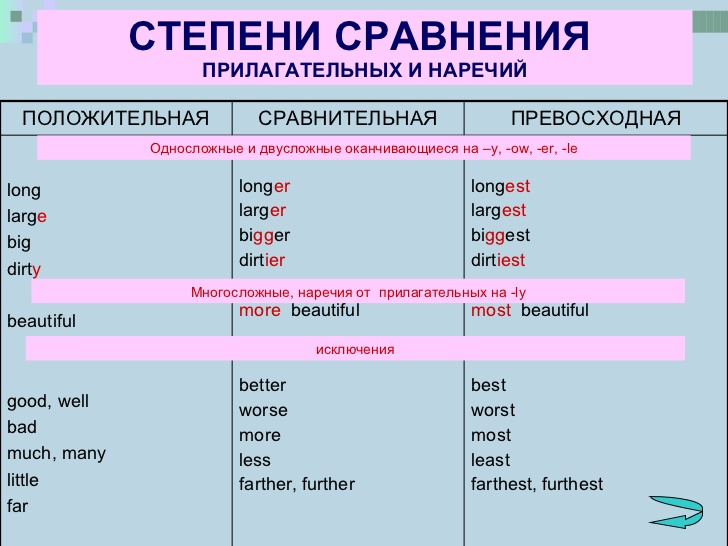 СТЕПЕНИ СРАВНЕНИЯ
ПРИЛАГАТЕЛЬНЫХ И НАРЕЧИЙ
ПОЛОЖИТЕЛЬНАЯ СРАВНИТЕЛЬНАЯ ПРЕВОСХОДНАЯ
Односложные и двусложные оканчивающиеся на –y, -ow, -er, -le
long longer longest
large larger largest
big bigger biggest
dirty dirtier dirtiest
Многосложные, наречия от прилагательных на -ly
beautiful more beautiful most beautiful
исключения
good, well better best
bad worse worst
much, many more most
little less least
far farther, further farthest, furthest